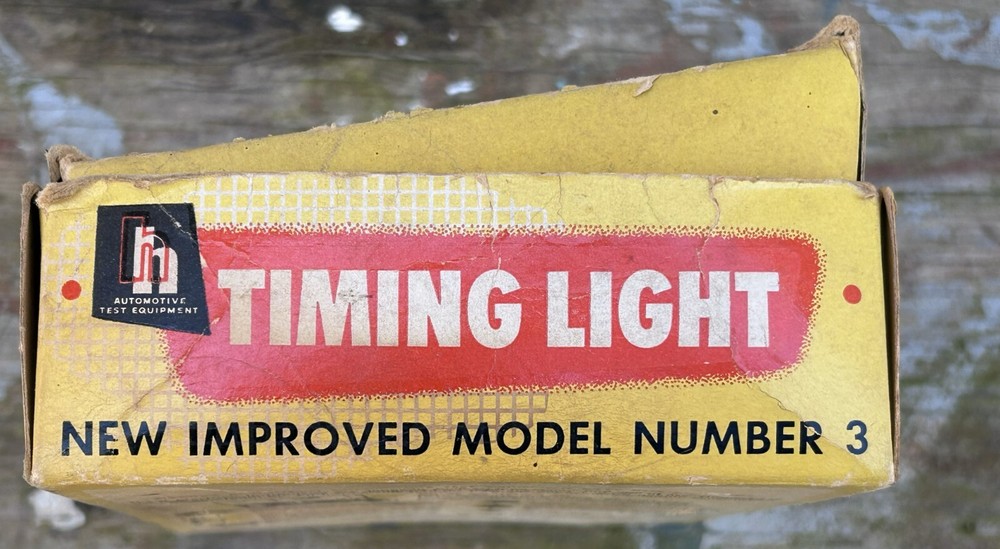 h
AUTOMOTIVE
TEST EQUIPMENT
TIMING LIGHT
NEW IMPROVED MODEL NUMBER 3